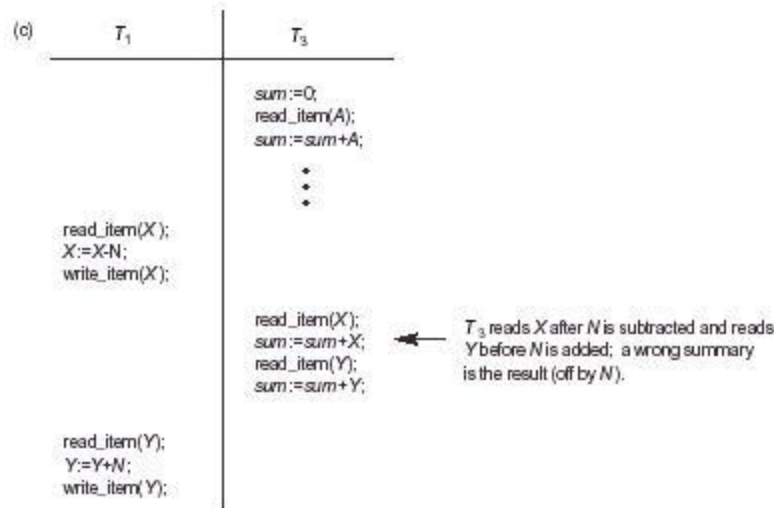 (c) T1 T3
sum:=0;
read_item(A);
sum:=sum+A;
read_item(X);
X:=X-N;
write_item(X);
read_item(X);
sum:=sum+X;
read_item(Y);
sum:=sum+Y;
T3 reads X after N is subtracted and reads
Y before N is added; a wrong summary
is the result (off by N).
read_item(Y);
Y:=Y+N;
write_item(Y);